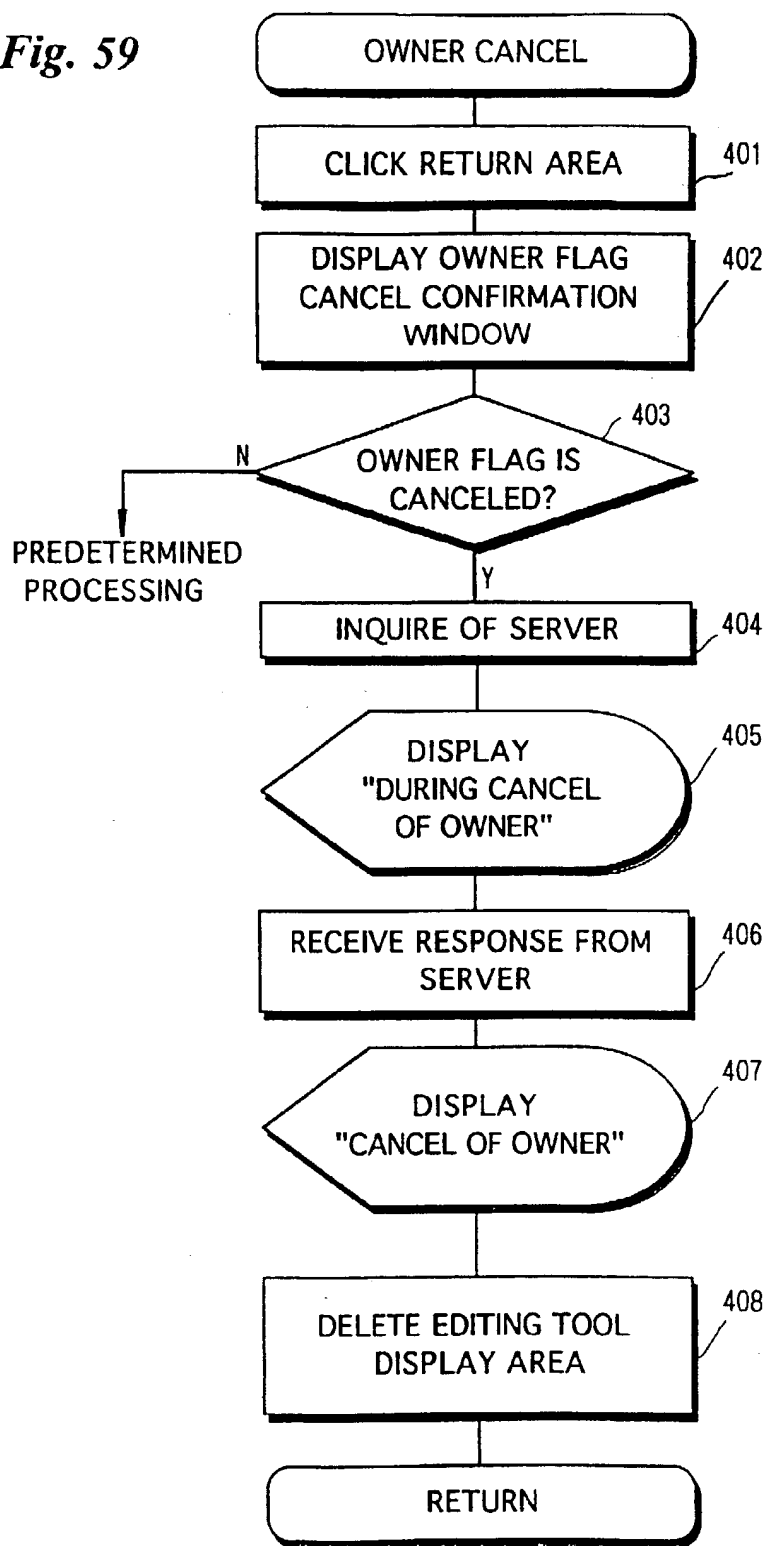 Fig. 59
OWNER CANCEL
CLICK RETURN AREA
401
DISPLAY OWNER FLAG
CANCEL CONFIRMATION
WINDOW
402
403
N
OWNER FLAG IS
CANCELED?
PREDETERMINED
PROCESSING
Y
INQUIRE OF SERVER
404
DISPLAY
"DURING CANCEL
OF OWNER"
405
RECEIVE RESPONSE FROM
SERVER
406
DISPLAY
"CANCEL OF OWNER"
407
DELETE EDITING TOOL
DISPLAY AREA
408
RETURN